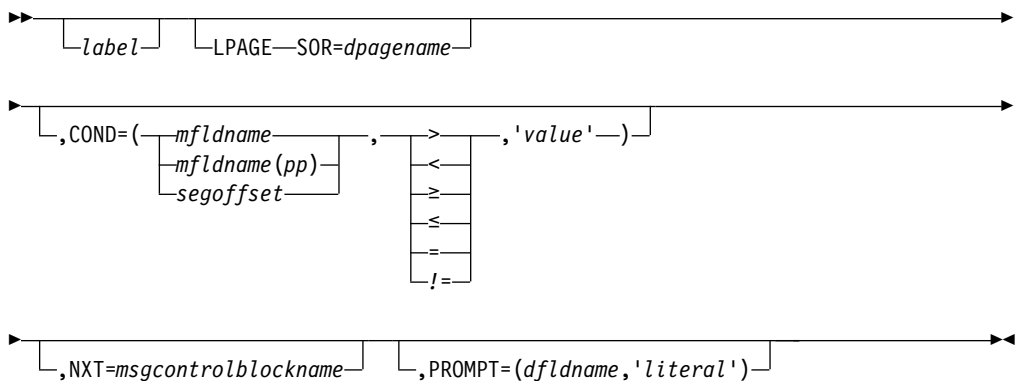 label LPAGE SOR=dpagename
,COND=( mfldname , > ,'value' )
mfldname(pp) <
segoffset ≥
≤
=
!=
,NXT=msgcontrolblockname ,PROMPT=(dfldname,'literal')